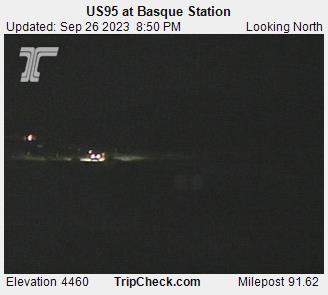 US95 at Basque Station
Updated: Sep 26 2023 8:50 PM Looking North
Elevation 4460 TripCheck.com Milepost 91.62